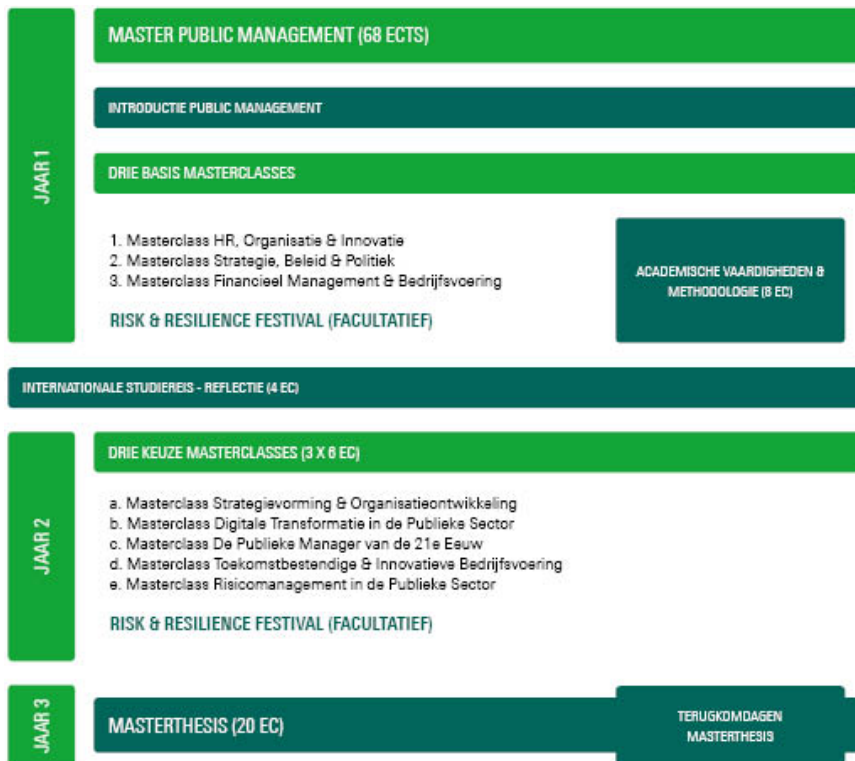 JAAR 1
MASTER PUBLIC MANAGEMENT (68 ECTS)
INTRODUCTIE PUBLIC MANAGEMENT
DRIE BASIS MASTERCLASSES
1. Masterclass HR, Organisatie & Innovatie
2. Masterclass Strategie, Beleid & Politiek
3. Masterclass Financieel Management & Bedrijfsvoering
RISK & RESILIENCE FESTIVAL (FACULTATIEF)
ACADEMISCHE VAARDIGHEDEN &
METHODOLOGIE (8 EC)
INTERNATIONALE STUDIEREIS - REFLECTIE (4 EC)
JAAR 2
DRIE KEUZE MASTERCLASSES (3 X 6 EC)
a. Masterclass Strategievorming & Organisatieontwikkeling
b. Masterclass Digitale Transformatie in de Publieke Sector
c. Masterclass De Publieke Manager van de 21e Eeuw
d. Masterclass Toekomstbestendige & Innovatieve Bedrijfsvoering
e. Masterclass Risicomanagement in de Publieke Sector
RISK & RESILIENCE FESTIVAL (FACULTATIEF)
JAAR 3
MASTERTHESIS (20 EC)
TERUGKOMDAGEN
MASTERTHESIS